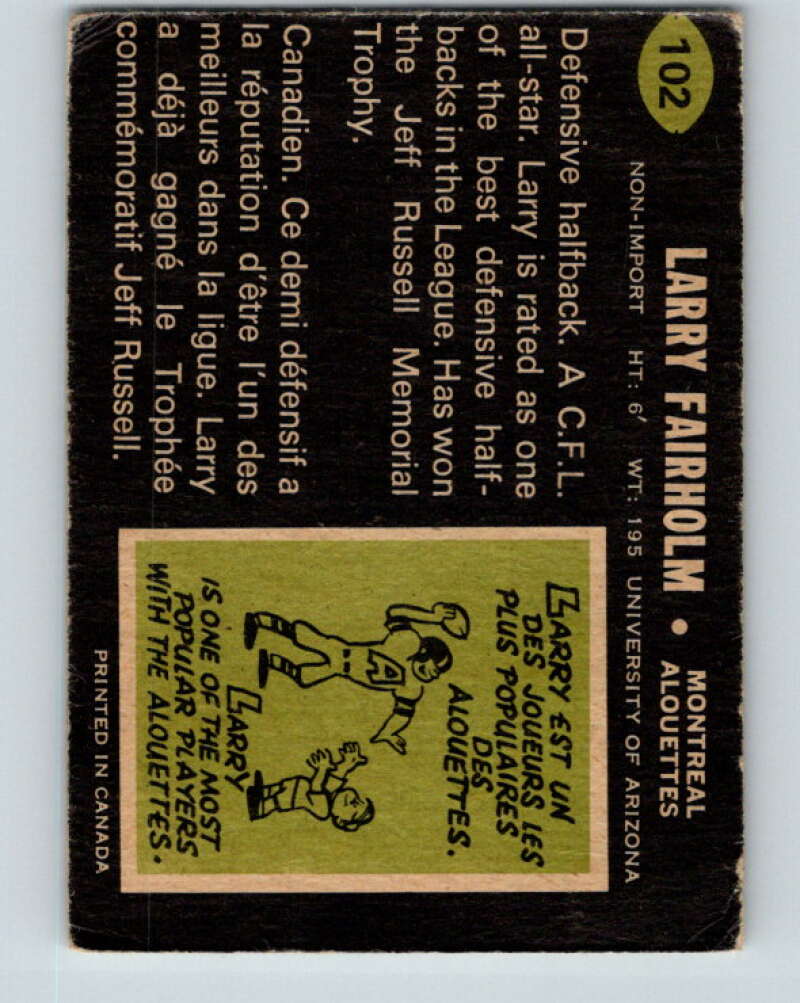 102
LARRY FAIRHOLM • MONTREAL
ALOUETTES
NON-IMPORT HT: 6′ WT: 195 UNIVERSITY OF ARIZONA
Defensive halfback. A C.F.L.
all-star. Larry is rated as one
of the best defensive half-
backs in the League. Has won
the Jeff Russell Memorial
Trophy.
Canadien. Ce demi défensif a
la réputation d'être l'un des
meilleurs dans la ligue. Larry
a déjà gagné le Trophée
commémoratif Jeff Russell.
LARRY EST UN
DES JOUEURS LES
PLUS POPULAIRES
DES
ALOUETTES.
A
LARRY
IS ONE OF THE MOST
POPULAR PLAYERS
WITH THE ALOUETTES.
PRINTED IN CANADA